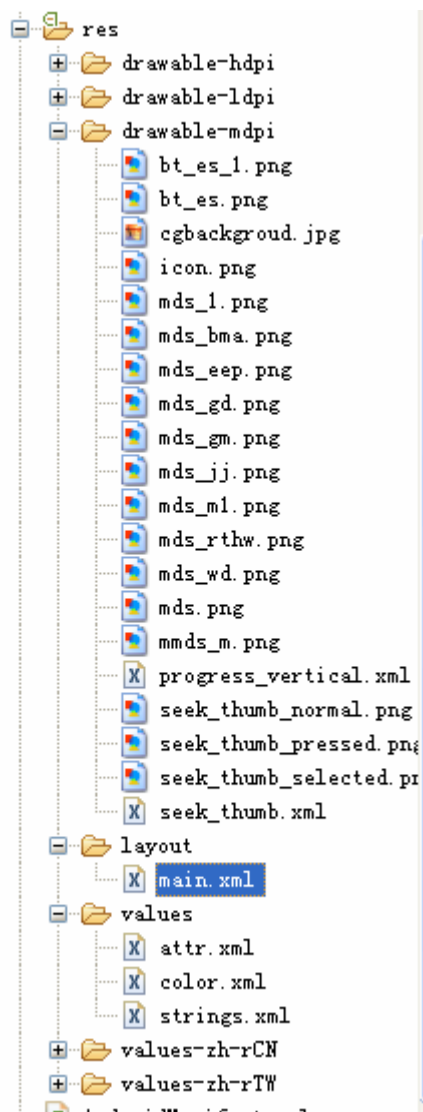 res
drawable-hdpi
drawable-ldpi
drawable-mdpi
bt_es_1.png
bt_es.png
cgbackgroud.jpg
icon.png
mds_1.png
mds_bma.png
mds_eep.png
mds_gd.png
mds_gm.png
mds_jj.png
mds_m1.png
mds_rthw.png
mds_wd.png
mds.png
mmds_m.png
progress_vertical.xml
seek_thumb_normal.png
seek_thumb_pressed.png
seek_thumb_selected.pr
seek_thumb.xml
layout
main.xml
values
attr.xml
color.xml
strings.xml
values-zh-rCN
values-zh-rTW